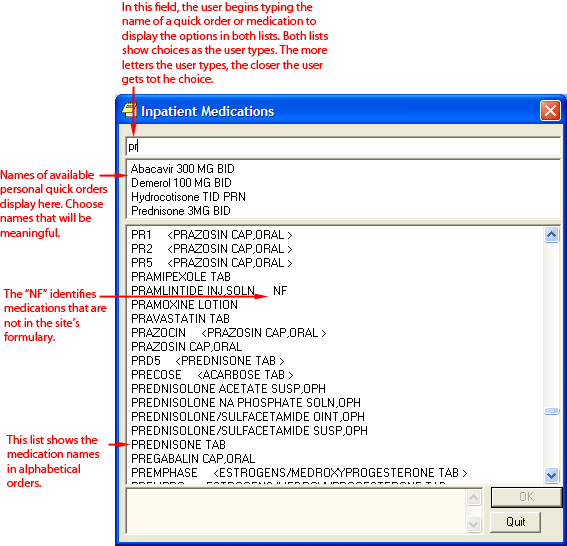 In this field, the user begins typing the
name of a quick order or medication to
display the options in both lists. Both lists
show choices as the user types. The more
letters the user types, the closer the user
gets tot he choice.
Inpatient Medications
pr
Names of available
personal quick orders
display here. Choose
names that will be
meaningful.
Abacavir 300 MG BID
Demerol 100 MG BID
Hydrocotisone TID PRN
Prednisone 3MG BID
PR1 <PRAZOSIN CAP,ORAL >
PR2 <PRAZOSIN CAP,ORAL >
PR5 <PRAZOSIN CAP,ORAL >
PRAMIPEXOLE TAB
PRAMLINTIDE INJ,SOLN NF
PRAMOXINE LOTION
PRAVASTATIN TAB
PRAZOCIN <PRAZOSIN CAP,ORAL >
PRAZOSIN CAP,ORAL
PRD5 <PREDNISONE TAB >
PRECOSE <ACARBOSE TAB >
PREDNISOLONE ACETATE SUSP,OPH
PREDNISOLONE NA PHOSPHATE SOLN,OPH
PREDNISOLONE/SULFACETAMIDE OINT,OPH
PREDNISOLONE/SULFACETAMIDE SUSP,OPH
PREDNISONE TAB
PREGABALIN CAP,ORAL
PREMPHASE <ESTROGENS/MEDROXYPROGESTERONE TAB >
The “NF” identifies
medications that are
not in the site’s
formulary.
This list shows the
medication names
in alphabetical
orders.
OK
Quit